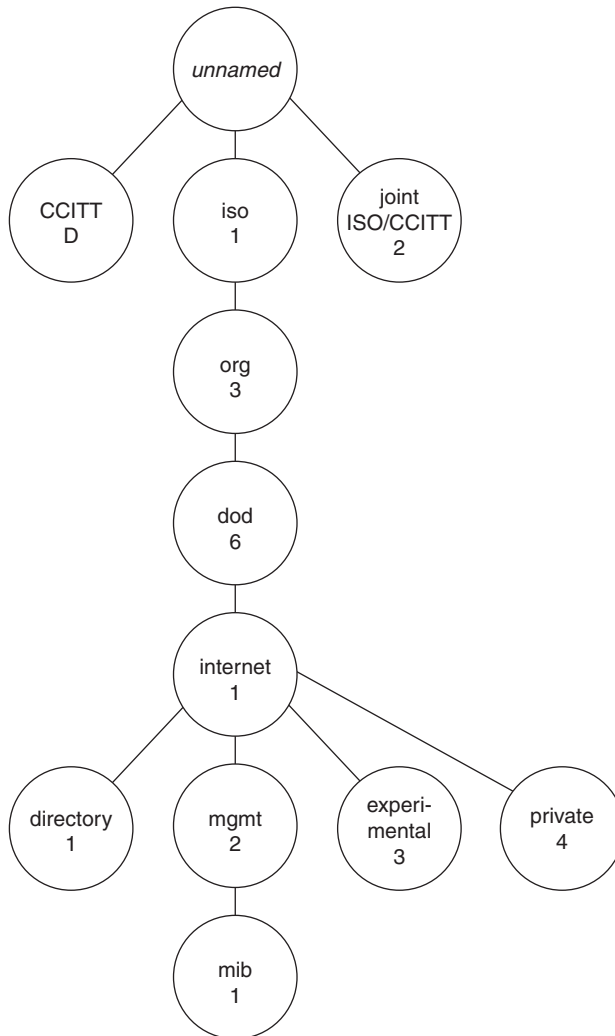 unnamed
CCITT
D
iso
1
joint
ISO/CCITT
2
org
3
dod
6
internet
1
directory
1
mgmt
2
experi-
mental
3
private
4
mib
1